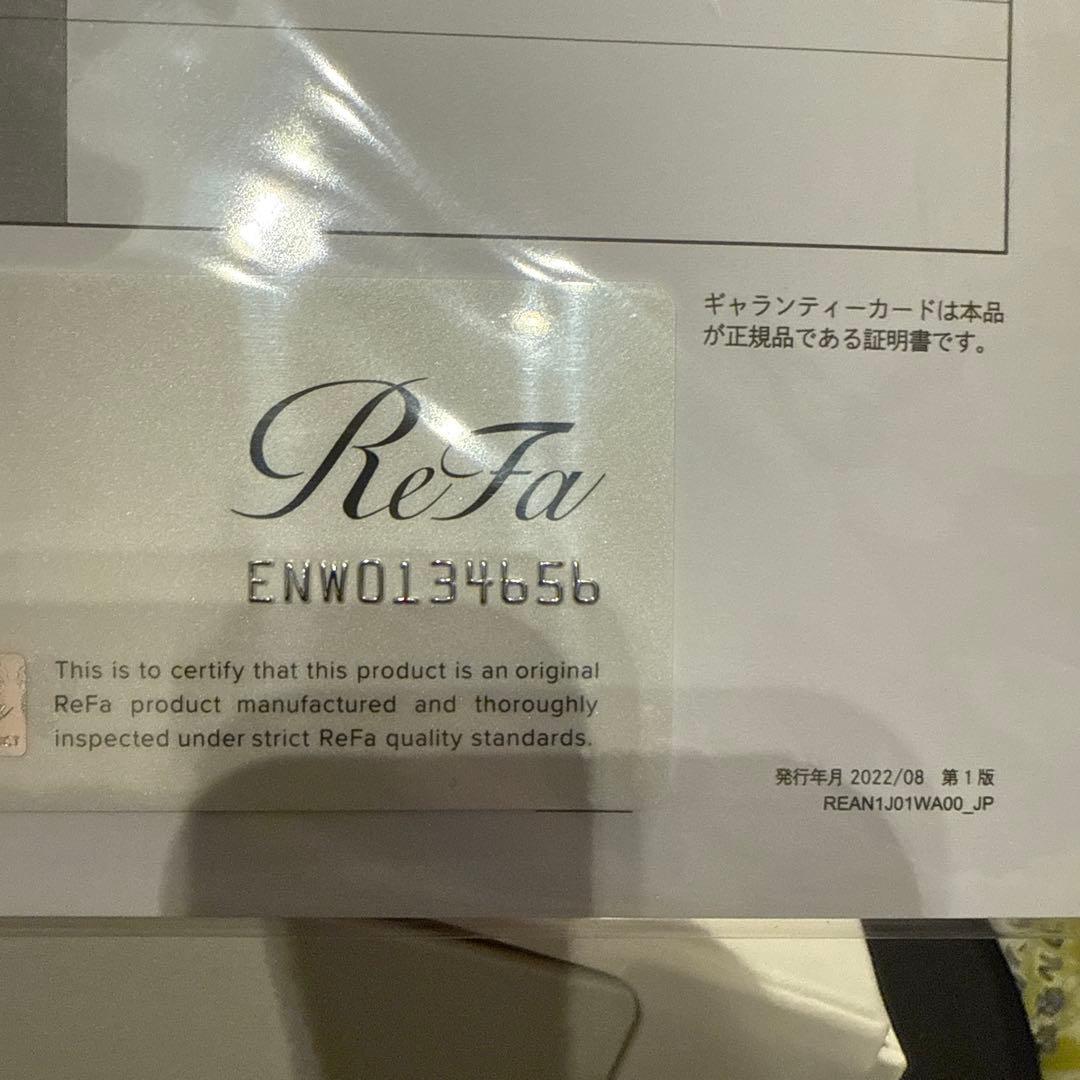 ギャランティーカードは本品
が正規品である証明書です。
ReFa
ENW0134656
This is to certify that this product is an original
ReFa product manufactured and thoroughly
inspected under strict ReFa quality standards.
発行年月 2022/08 第1版
REAN1J01WA00_JP